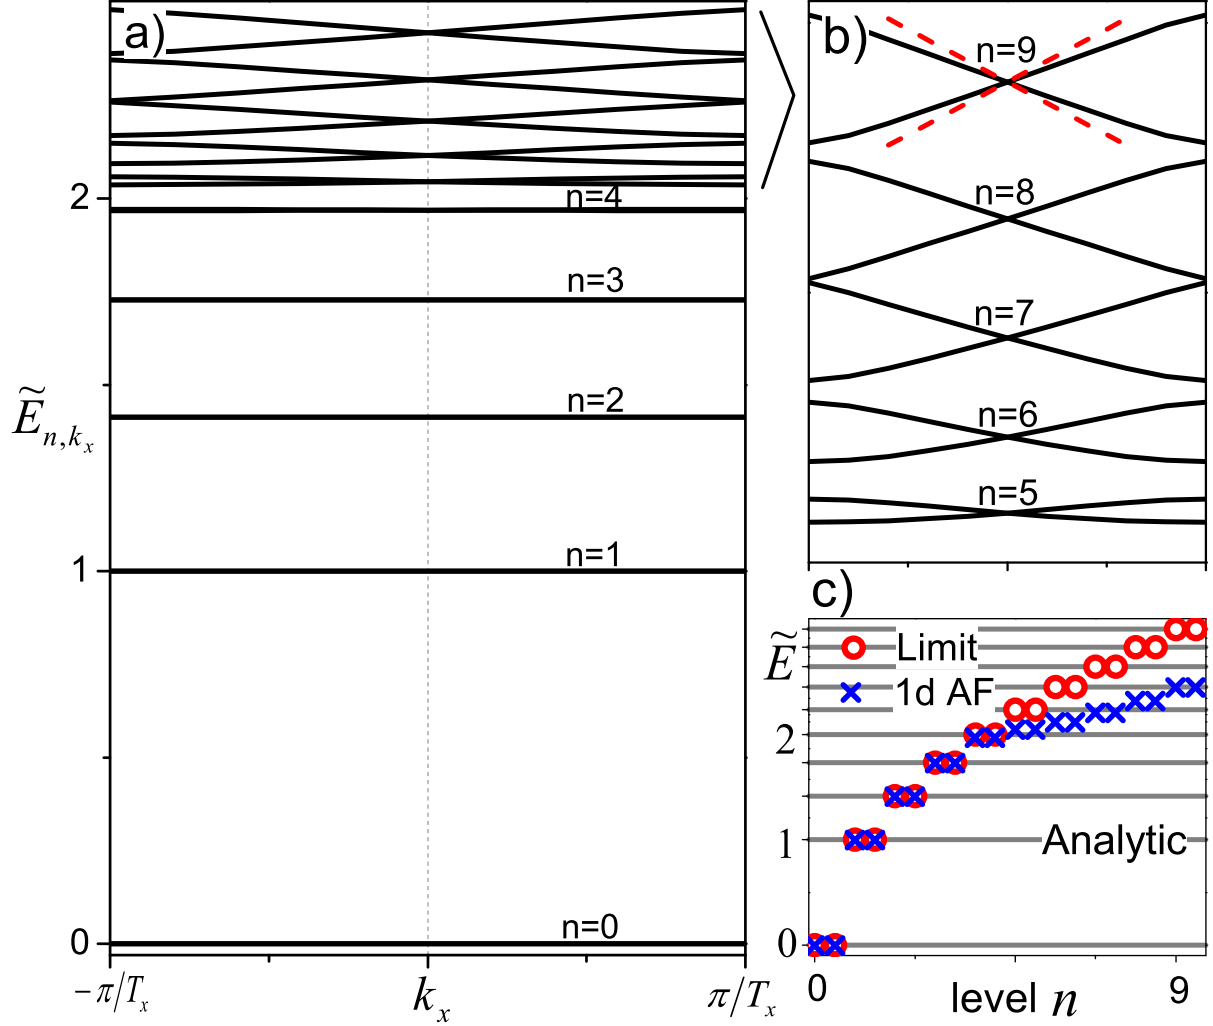 a)
n=4
2
n=3
n=2
Ẽ_{n,k_x}
n=1
1
n=0
0
−π/T_x
k_x
π/T_x
b)
n=9
n=8
n=7
n=6
n=5
c)
Ẽ
Limit
1d AF
2
1
Analytic
0
0
level n
9